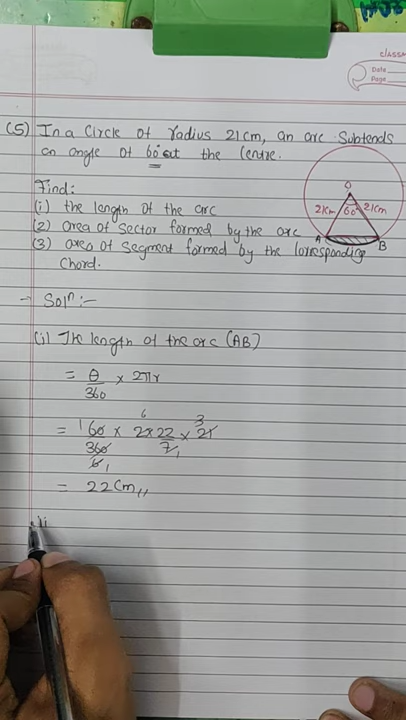 classm
Date
Page
(5) In a Circle of radius 21cm, an arc Subtends
an angle of 60° at the Centre.
Find:
(i) the length of the arc
(2) area of Sector formed by the arc
(3) area of Segment formed by the Corresponding
Chord.
O
21cm 60° 21cm
A B
→ Solⁿ:-
(i) The length of the arc (AB)
= θ/360 × 2πr
= 60/360 × 2×22/7 × 21
= 22 Cm,,